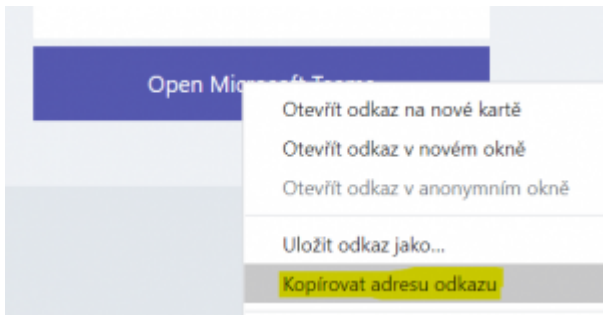 Open Microsoft Teams
Otevřít odkaz na nové kartě
Otevřít odkaz v novém okně
Otevřít odkaz v anonymním okně
Uložit odkaz jako...
Kopírovat adresu odkazu